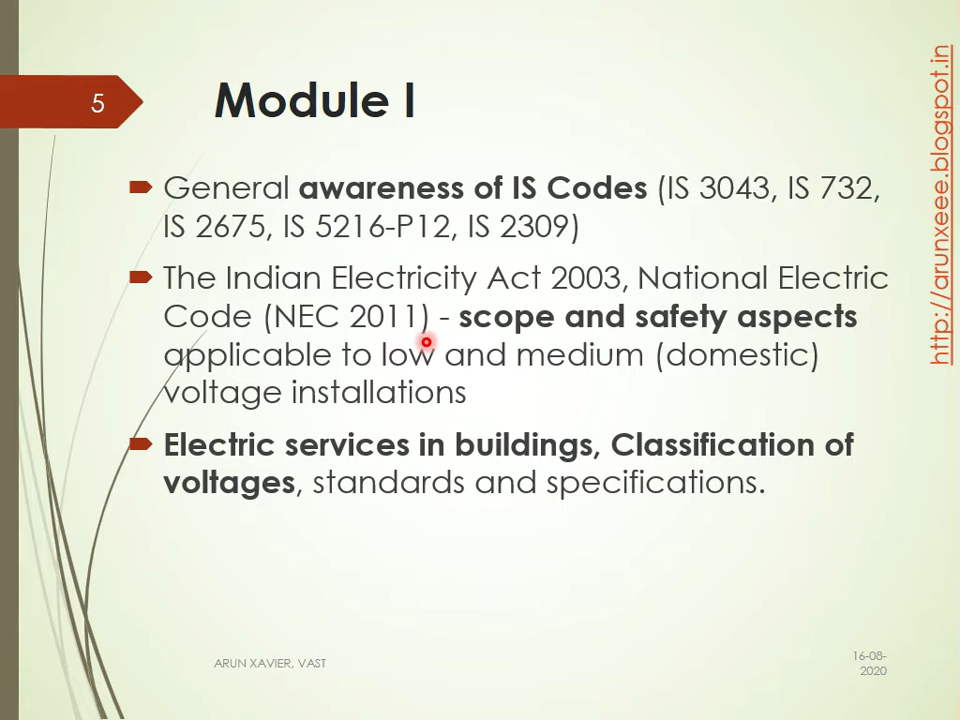 5
Module I
General awareness of IS Codes (IS 3043, IS 732,
IS 2675, IS 5216-P12, IS 2309)
The Indian Electricity Act 2003, National Electric
Code (NEC 2011) - scope and safety aspects
applicable to low and medium (domestic)
voltage installations
Electric services in buildings, Classification of
voltages, standards and specifications.
http://arunxeee.blogspot.in
ARUN XAVIER, VAST
16-08-
2020